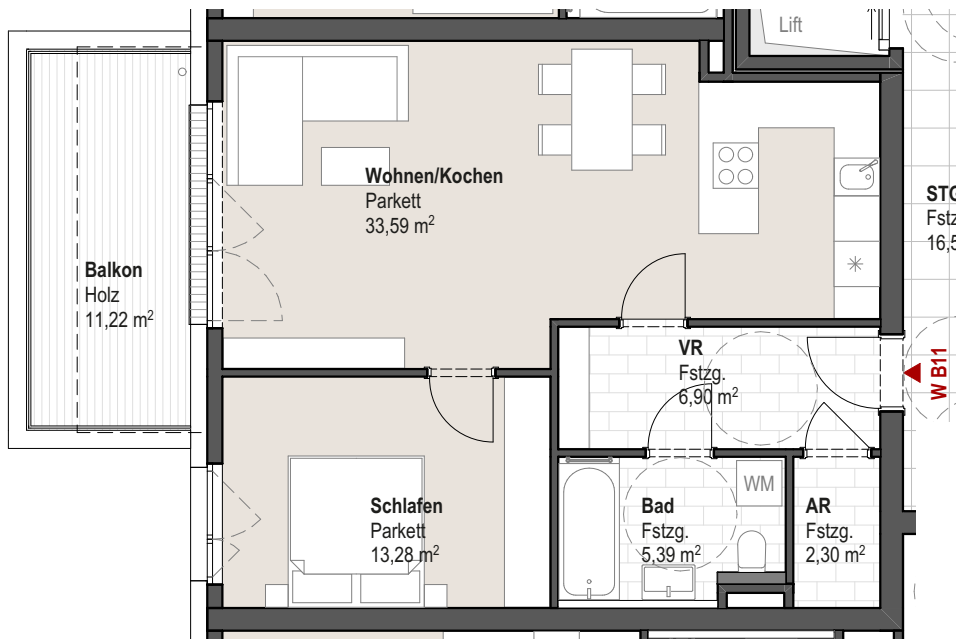 Lift
Wohnen/Kochen
Parkett
33,59 m²
Balkon
Holz
11,22 m²
VR
Fstzg.
6,90 m²
W B11
Schlafen
Parkett
13,28 m²
Bad
Fstzg.
5,39 m²
WM
AR
Fstzg.
2,30 m²
STG
Fstz
16,5